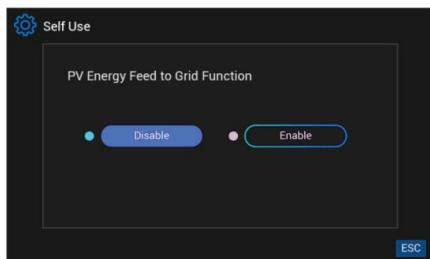 Self Use
PV Energy Feed to Grid Function
Disable Enable
ESC